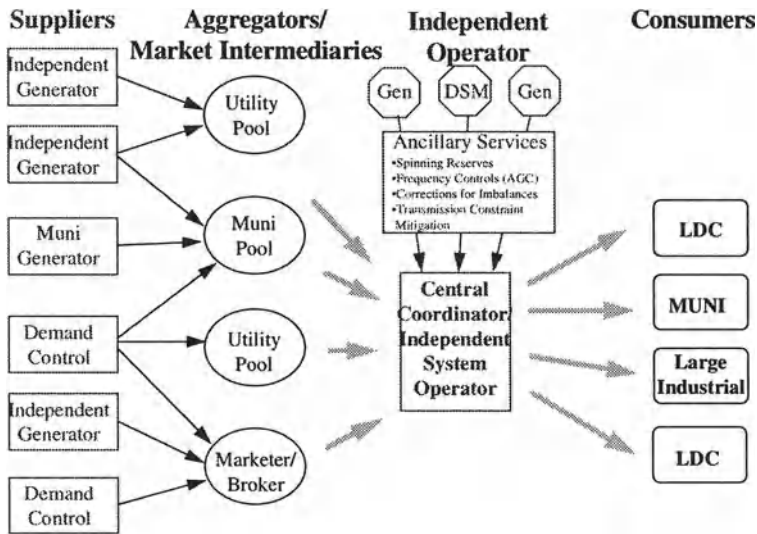 Suppliers
Aggregators/
Market Intermediaries
Independent
Operator
Consumers
Independent
Generator
Independent
Generator
Muni
Generator
Demand
Control
Independent
Generator
Demand
Control
Utility
Pool
Muni
Pool
Utility
Pool
Marketer/
Broker
Gen
DSM
Gen
Ancillary Services
•Spinning Reserves
•Frequency Controls (AGC)
•Corrections for Imbalances
•Transmission Constraint
Mitigation
Central
Coordinator/
Independent
System
Operator
LDC
MUNI
Large
Industrial
LDC